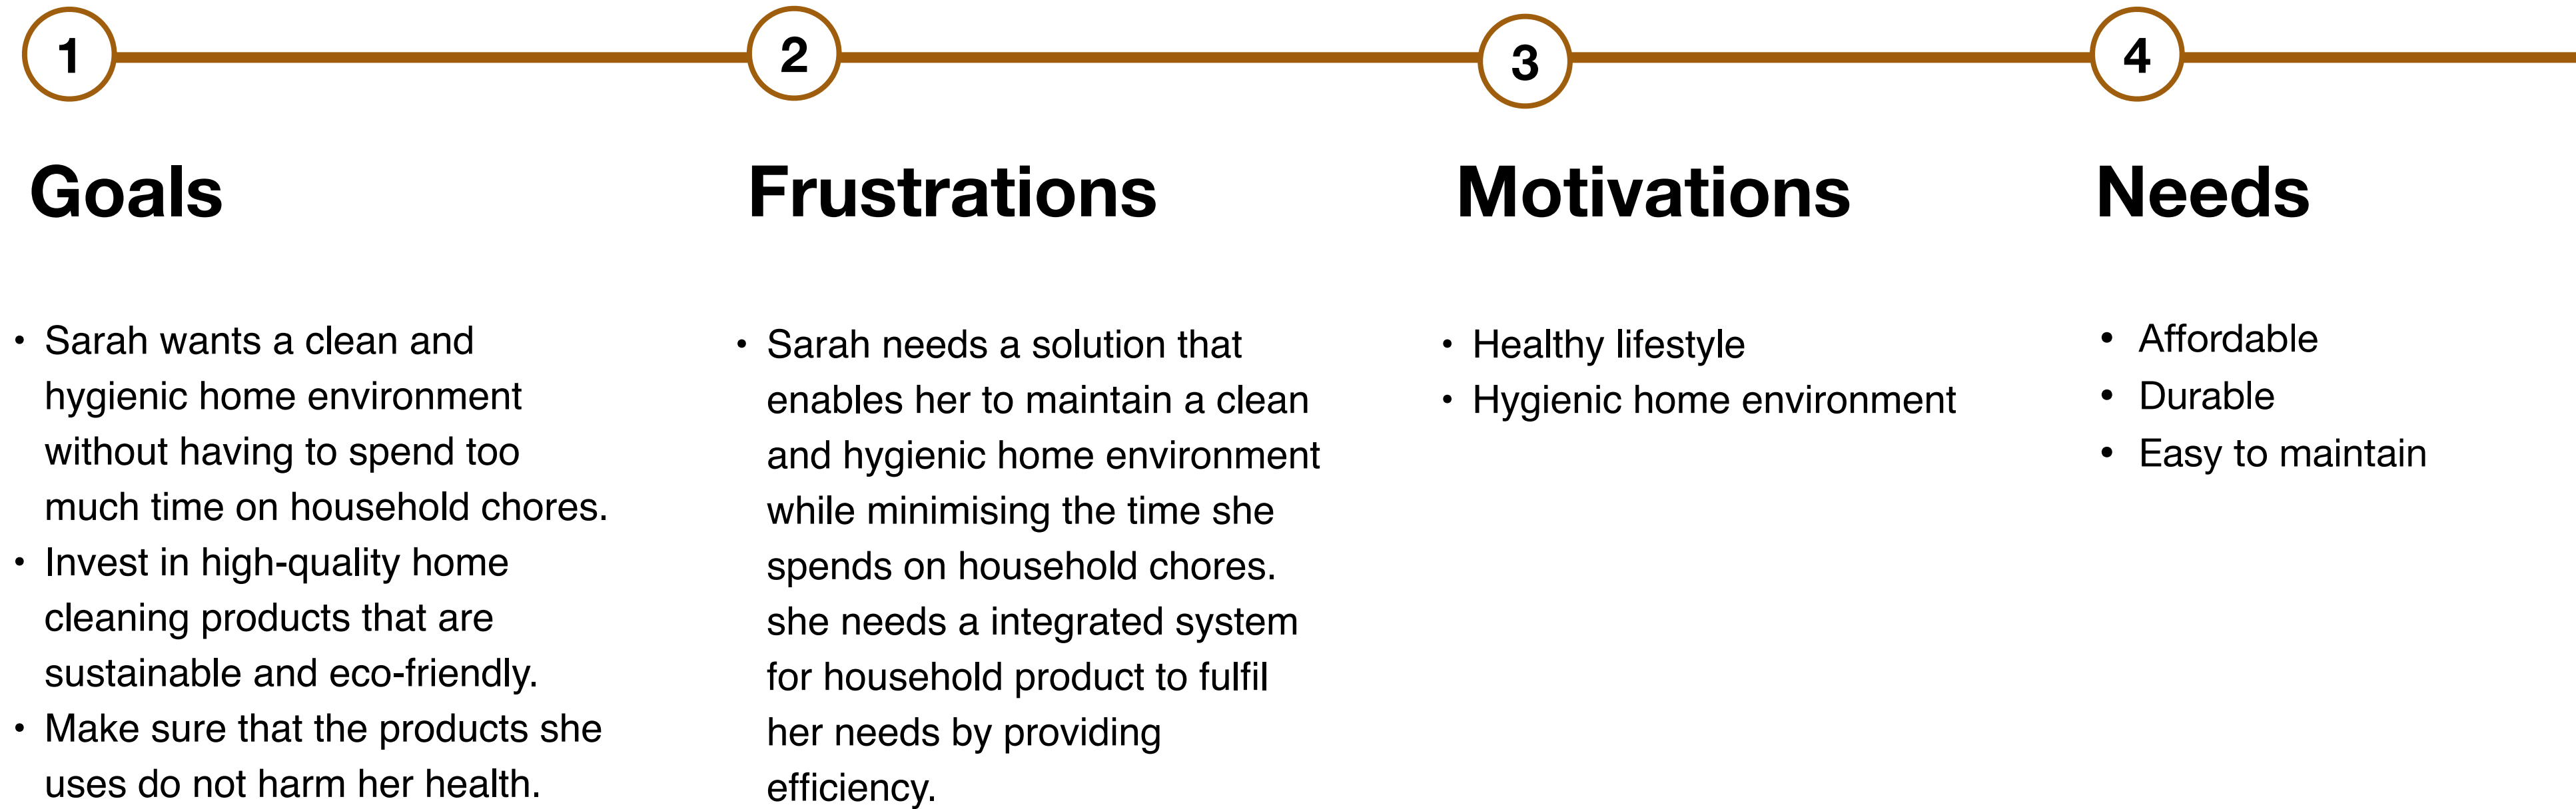 1
2
3
4
Goals
• Sarah wants a clean and
hygienic home environment
without having to spend too
much time on household chores.
• Invest in high-quality home
cleaning products that are
sustainable and eco-friendly.
• Make sure that the products she
uses do not harm her health.
Frustrations
• Sarah needs a solution that
enables her to maintain a clean
and hygienic home environment
while minimising the time she
spends on household chores.
she needs a integrated system
for household product to fulfil
her needs by providing
efficiency.
Motivations
• Healthy lifestyle
• Hygienic home environment
Needs
• Affordable
• Durable
• Easy to maintain